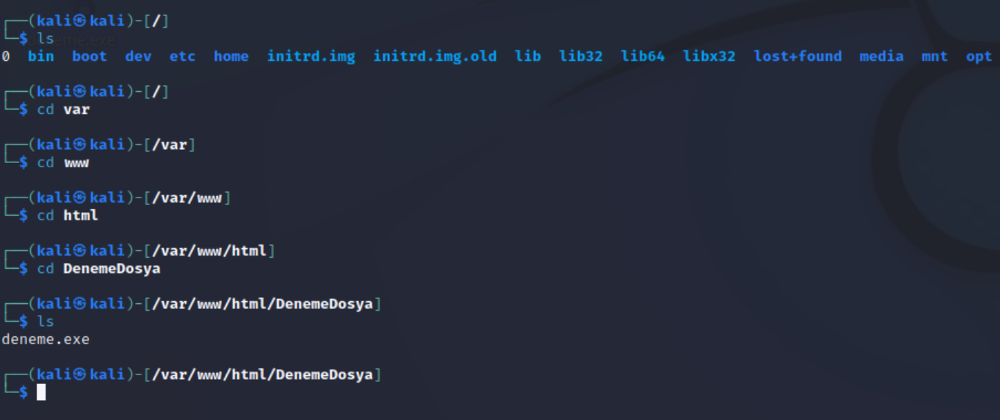 ┌──(kali㉿kali)-[/]
└─$ ls
0 bin boot dev etc home initrd.img initrd.img.old lib lib32 lib64 libx32 lost+found media mnt opt
┌──(kali㉿kali)-[/]
└─$ cd var
┌──(kali㉿kali)-[/var]
└─$ cd www
┌──(kali㉿kali)-[/var/www]
└─$ cd html
┌──(kali㉿kali)-[/var/www/html]
└─$ cd DenemeDosya
┌──(kali㉿kali)-[/var/www/html/DenemeDosya]
└─$ ls
deneme.exe
┌──(kali㉿kali)-[/var/www/html/DenemeDosya]
└─$